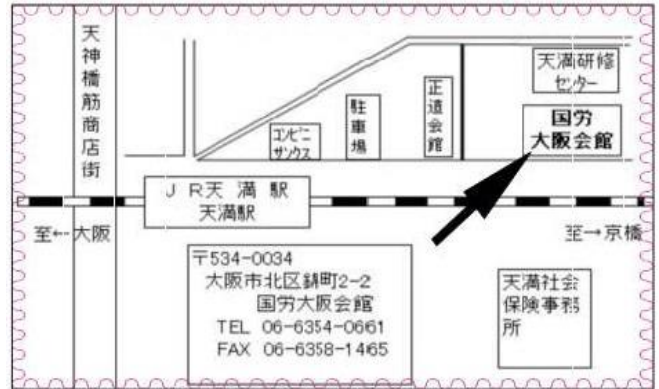 天神橋筋商店街
コンビニ
サンクス
駐車場
正道会館
天満研修
センター
国労
大阪会館
JR天満駅
天満駅
至←大阪
至→京橋
〒534-0034
大阪市北区錦町2-2
国労大阪会館
TEL 06-6354-0661
FAX 06-6358-1465
天満社会
保険事務
所